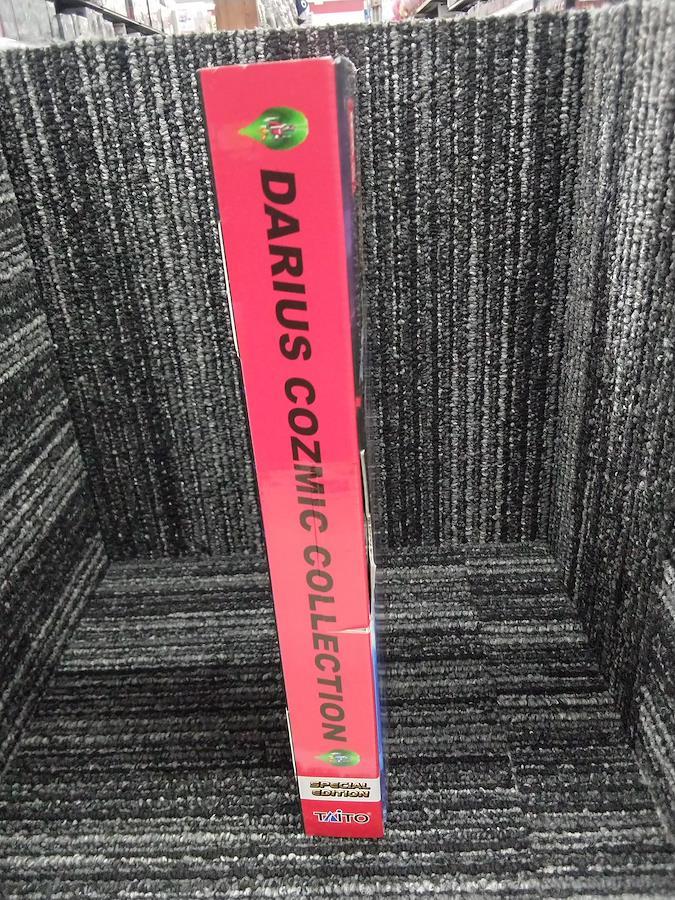 DARIUS COZMIC COLLECTION
SPECIAL
EDITION
TAITO